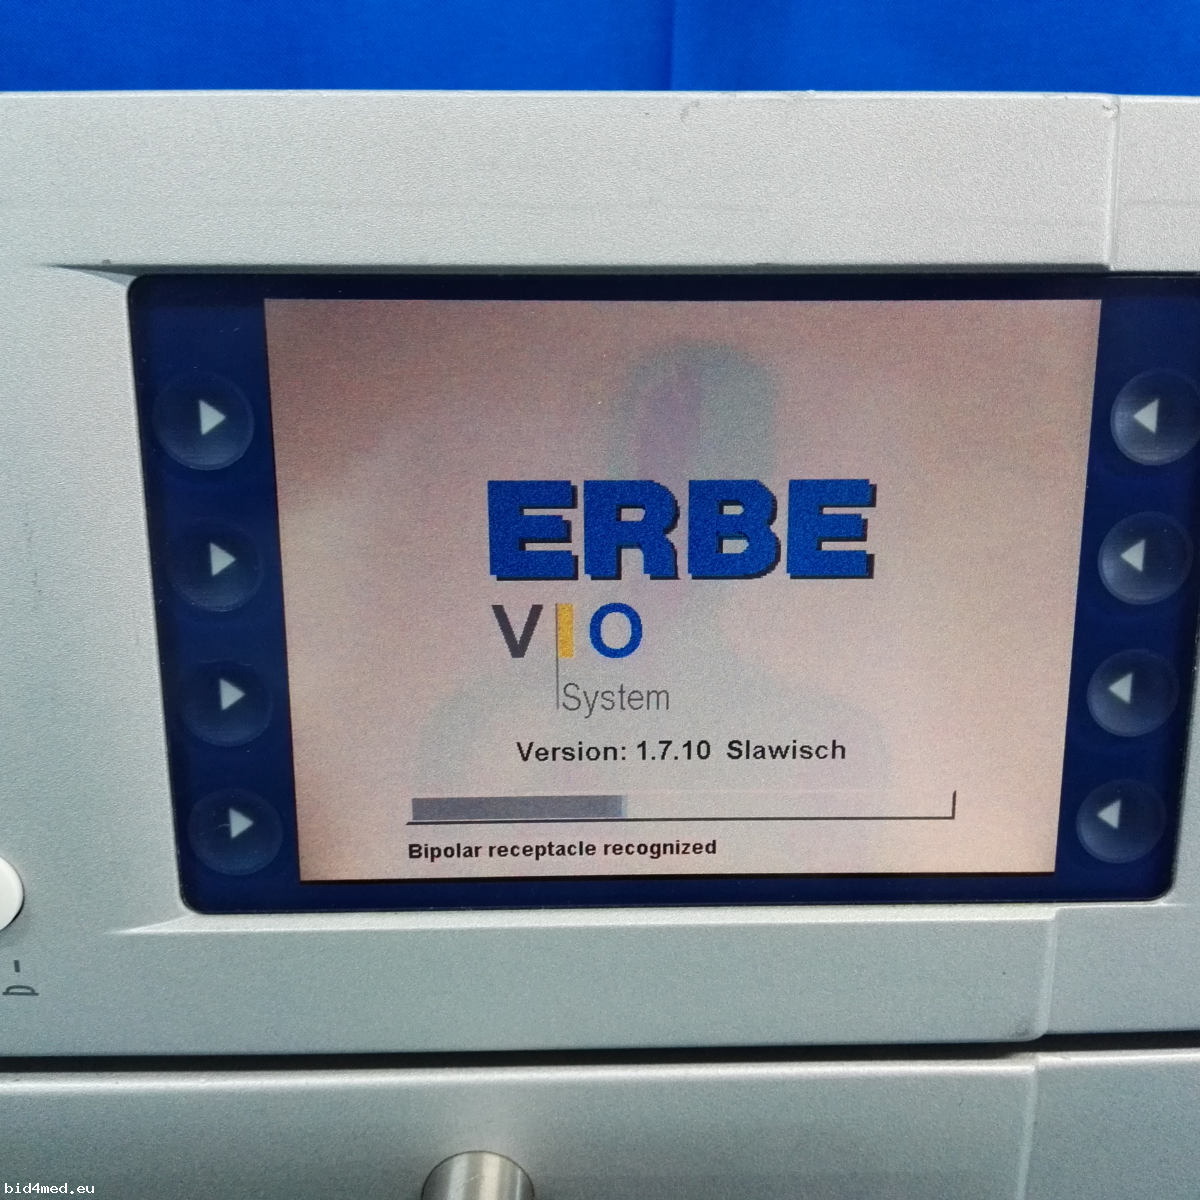 ERBE
VIO
System
Version: 1.7.10 Slawisch
Bipolar receptacle recognized
bid4med.eu